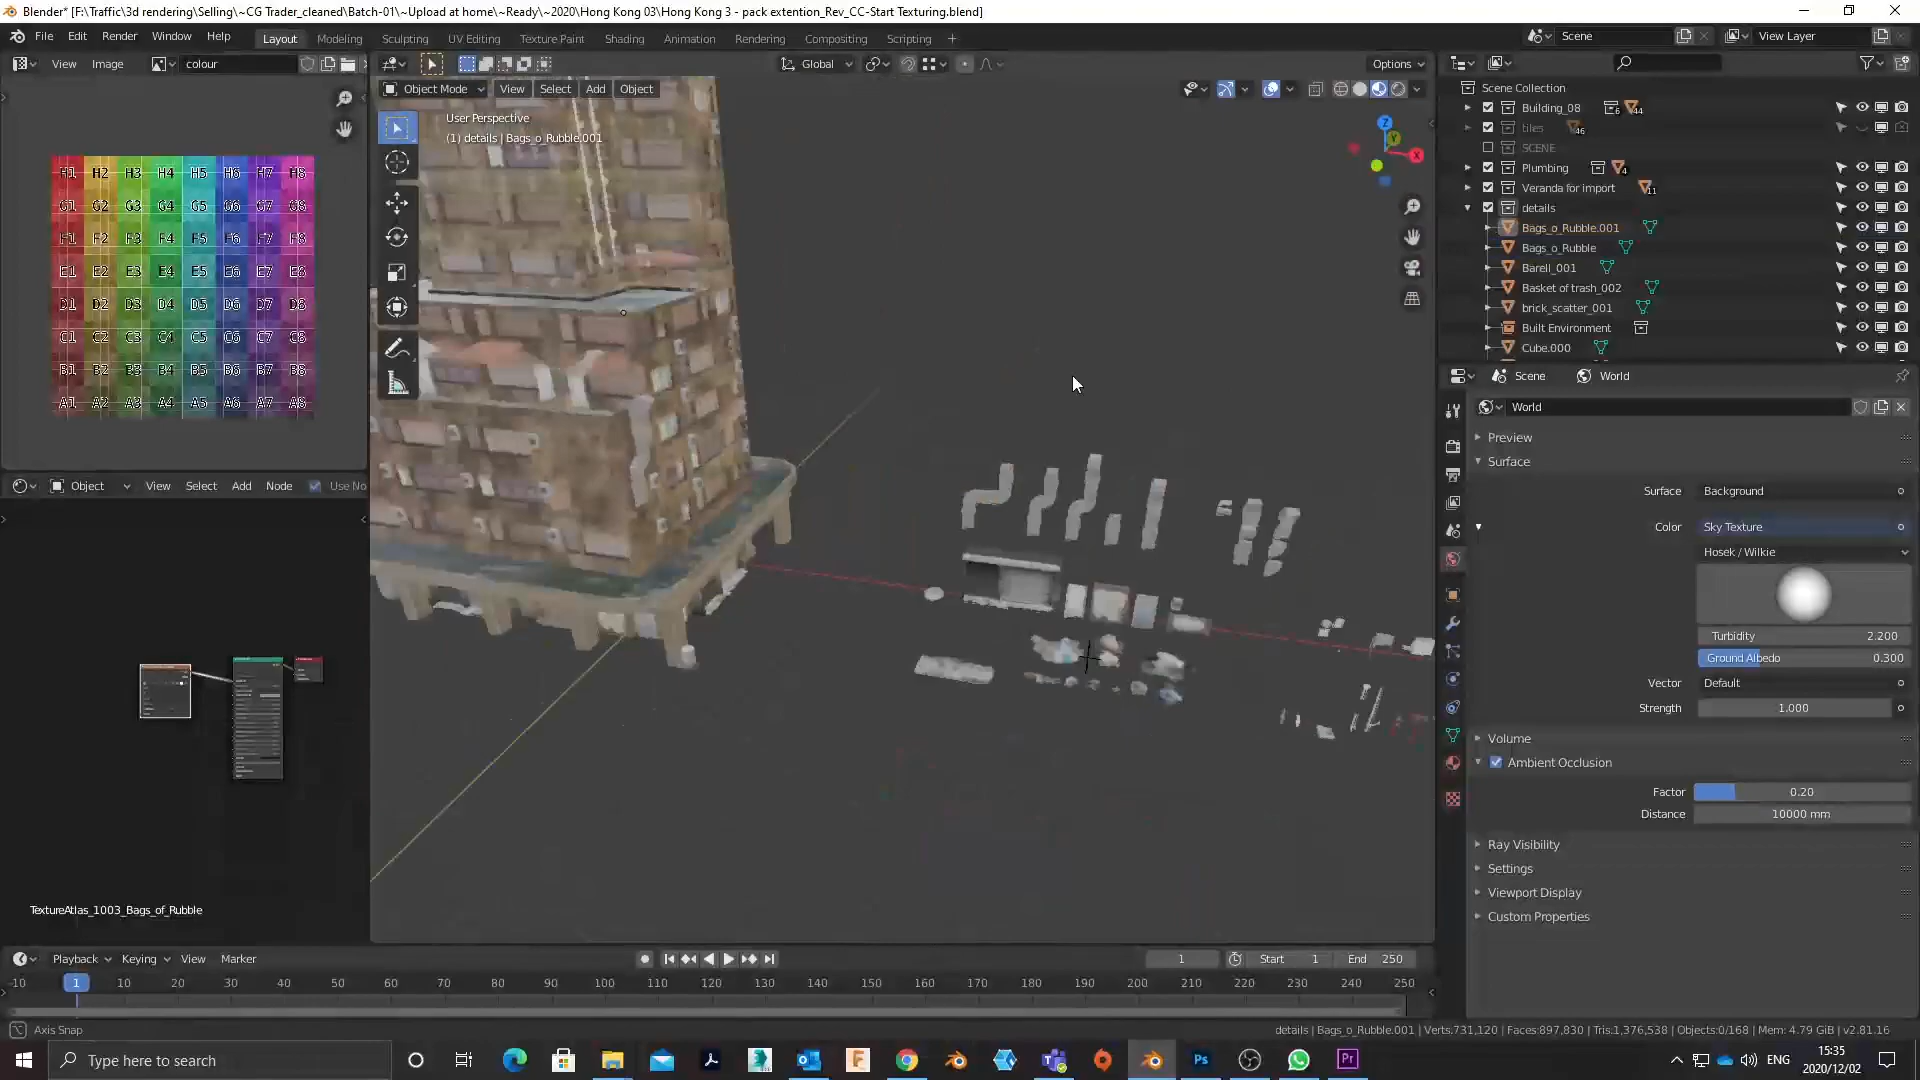 Blender* [F:\Traffic\3d rendering\Selling\~CG Trader_cleaned\Batch-01\~Upload at home\~Ready\~2020\Hong Kong 03\Hong Kong 3 - pack extention_Rev_CC-Start Texturing.blend]
File Edit Render Window Help Layout Modeling Sculpting UV Editing Texture Paint Shading Animation Rendering Compositing Scripting + Scene View Layer
View Image colour Global Options
Object Mode View Select Add Object
User Perspective
(1) details | Bags_o_Rubble.001
H1 H2 H3 H4 H5 H6 H7 H8
G1 G2 G3 G4 G5 G6 G7 G8
F1 F2 F3 F4 F5 F6 F7 F8
E1 E2 E3 E4 E5 E6 E7 E8
D1 D2 D3 D4 D5 D6 D7 D8
C1 C2 C3 C4 C5 C6 C7 C8
B1 B2 B3 B4 B5 B6 B7 B8
A1 A2 A3 A4 A5 A6 A7 A8
Z
Y
X
Scene Collection
Building_08 6 44
tiles 46
SCENE
Plumbing 4
Veranda for import 11
details
Bags_o_Rubble.001
Bags_o_Rubble
Barell_001
Basket of trash_002
brick_scatter_001
Built Environment
Cube.000
Scene World
World
Preview
Surface
Surface Background
Color Sky Texture
Hosek / Wilkie
Turbidity 2.200
Ground Albedo 0.300
Vector Default
Strength 1.000
Volume
Ambient Occlusion
Factor 0.20
Distance 10000 mm
Ray Visibility
Settings
Viewport Display
Custom Properties
Object View Select Add Node Use No
TextureAtlas_1003_Bags_of_Rubble
Playback Keying View Marker 1 Start 1 End 250
-10 1 10 20 30 40 50 60 70 80 90 100 110 120 130 140 150 160 170 180 190 200 210 220 230 240 250
Axis Snap
details | Bags_o_Rubble.001 | Verts:731,120 | Faces:897,830 | Tris:1,376,538 | Objects:0/168 | Mem: 4.79 GiB | v2.81.16
Type here to search
ENG
15:35
2020/12/02